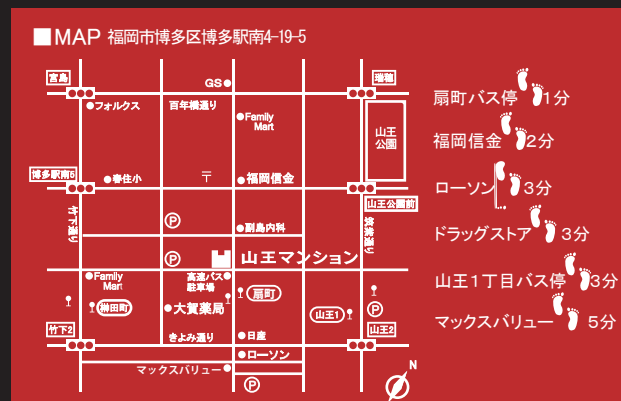 ■MAP 福岡市博多区博多駅南4-19-5
宮島
GS
瑞穂
フォルクス
百年橋通り
Family
Mart
山王
公園
博多駅南5
春住小
〒
福岡信金
山王公園前
竹下通り
P
副島内科
筑紫通り
P
山王マンション
Family
Mart
高速バス
駐車場
榊田町
大賀薬局
扇町
山王1
P
竹下2
きよみ通り
日産
山王2
ローソン
マックスバリュー
P
N
扇町バス停 1分
福岡信金 2分
ローソン 3分
ドラッグストア 3分
山王1丁目バス停 3分
マックスバリュー 5分